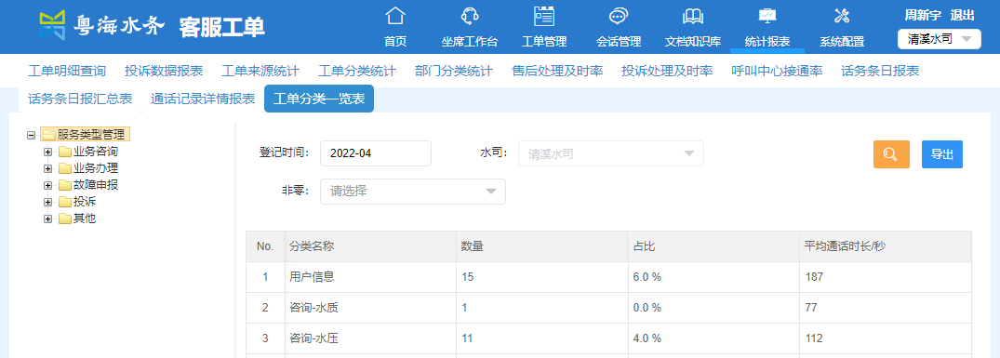 粤海水务 客服工单
首页 坐席工作台 工单管理 会话管理 文档知识库 统计报表 系统配置
周新宇 退出
清溪水司
工单明细查询 投诉数据报表 工单来源统计 工单分类统计 部门分类统计 售后处理及时率 投诉处理及时率 呼叫中心接通率 话务条日报表
话务条日报汇总表 通话记录详情报表 工单分类一览表
服务类型管理
业务咨询
业务办理
故障申报
投诉
其他
登记时间： 2022-04 水司： 清溪水司 导出
非零： 请选择
No. 分类名称 数量 占比 平均通话时长/秒
1 用户信息 15 6.0 % 187
2 咨询-水质 1 0.0 % 77
3 咨询-水压 11 4.0 % 112